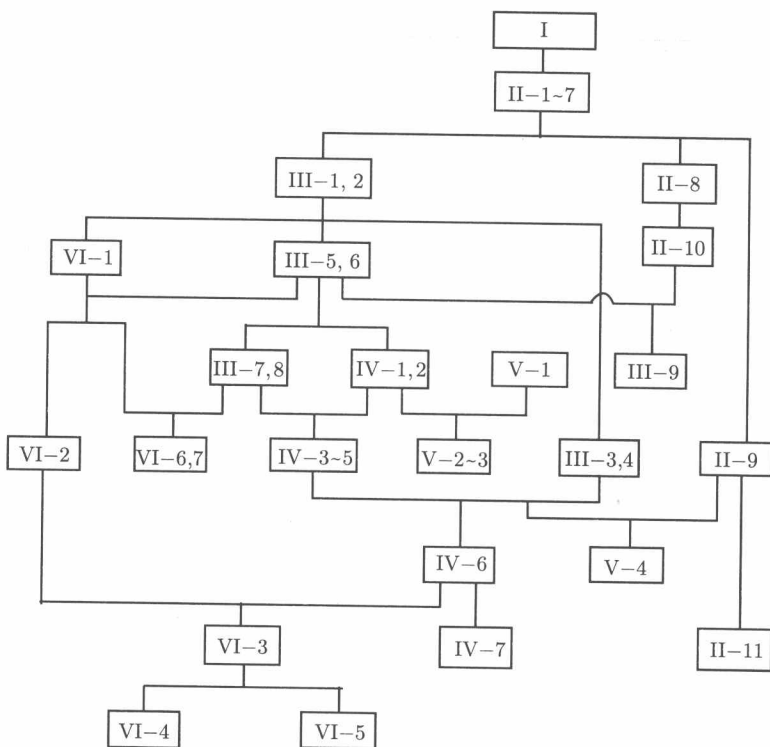 I
II−1~7
III−1, 2
II−8
VI−1
III−5, 6
II−10
III−7,8
IV−1,2
V−1
III−9
VI−2
VI−6,7
IV−3~5
V−2~3
III−3,4
II−9
IV−6
V−4
VI−3
IV−7
II−11
VI−4
VI−5